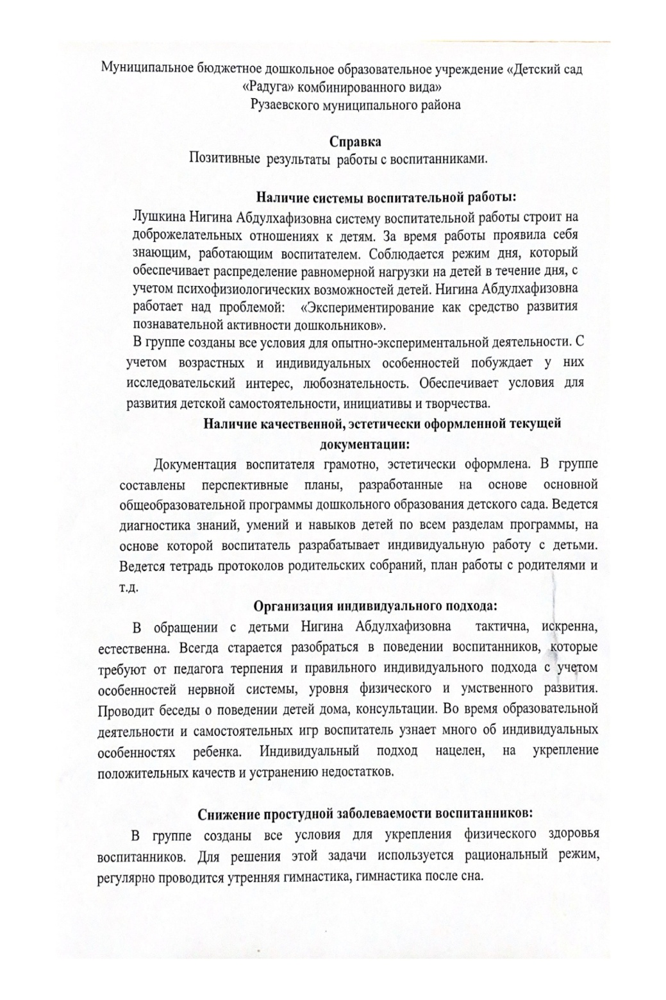 Муниципальное бюджетное дошкольное образовательное учреждение «Детский сад
«Радуга» комбинированного вида»
Рузаевского муниципального района
Справка
Позитивные результаты работы с воспитанниками.
Наличие системы воспитательной работы:
Лушкина Нигина Абдулхафизовна систему воспитательной работы строит на
доброжелательных отношениях к детям. За время работы проявила себя
знающим, работающим воспитателем. Соблюдается режим дня, который
обеспечивает распределение равномерной нагрузки на детей в течение дня, с
учетом психофизиологических возможностей детей. Нигина Абдулхафизовна
работает над проблемой: «Экспериментирование как средство развития
познавательной активности дошкольников».
В группе созданы все условия для опытно-экспериментальной деятельности. С
учетом возрастных и индивидуальных особенностей побуждает у них
исследовательский интерес, любознательность. Обеспечивает условия для
развития детской самостоятельности, инициативы и творчества.
Наличие качественной, эстетически оформленной текущей
документации:
Документация воспитателя грамотно, эстетически оформлена. В группе
составлены перспективные планы, разработанные на основе основной
общеобразовательной программы дошкольного образования детского сада. Ведется
диагностика знаний, умений и навыков детей по всем разделам программы, на
основе которой воспитатель разрабатывает индивидуальную работу с детьми.
Ведется тетрадь протоколов родительских собраний, план работы с родителями и
т.д.
Организация индивидуального подхода:
В обращении с детьми Нигина Абдулхафизовна тактична, искренна,
естественна. Всегда старается разобраться в поведении воспитанников, которые
требуют от педагога терпения и правильного индивидуального подхода с учетом
особенностей нервной системы, уровня физического и умственного развития.
Проводит беседы о поведении детей дома, консультации. Во время образовательной
деятельности и самостоятельных игр воспитатель узнает много об индивидуальных
особенностях ребенка. Индивидуальный подход нацелен, на укрепление
положительных качеств и устранению недостатков.
Снижение простудной заболеваемости воспитанников:
В группе созданы все условия для укрепления физического здоровья
воспитанников. Для решения этой задачи используется рациональный режим,
регулярно проводится утренняя гимнастика, гимнастика после сна.